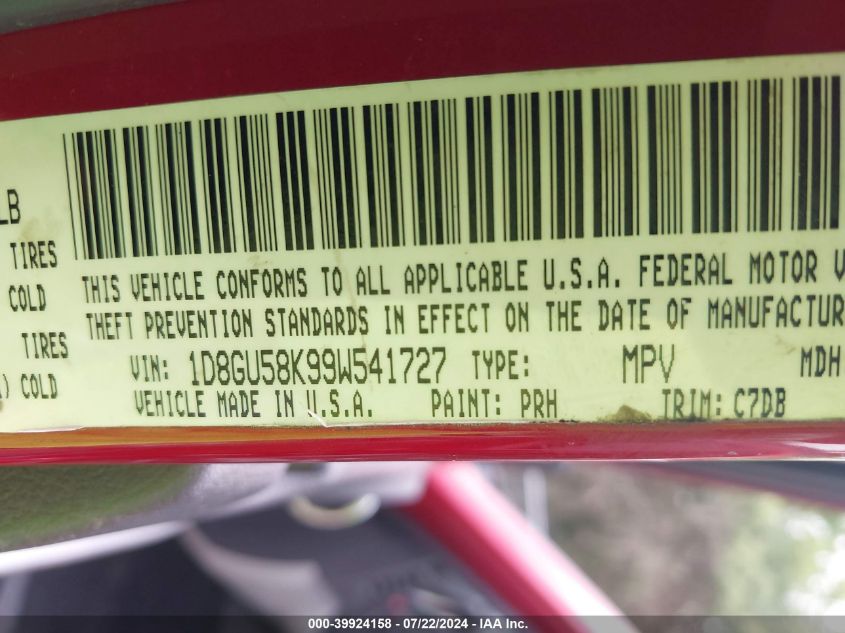 LB
TIRES
COLD
THIS VEHICLE CONFORMS TO ALL APPLICABLE U.S.A. FEDERAL MOTOR V
THEFT PREVENTION STANDARDS IN EFFECT ON THE DATE OF MANUFACTUR
TIRES
) COLD
VIN: 1D8GU58K99W541727 TYPE: MPV MDH
VEHICLE MADE IN U.S.A. PAINT: PRH TRIM: C7DB
000-39924158 - 07/22/2024 - IAA Inc.